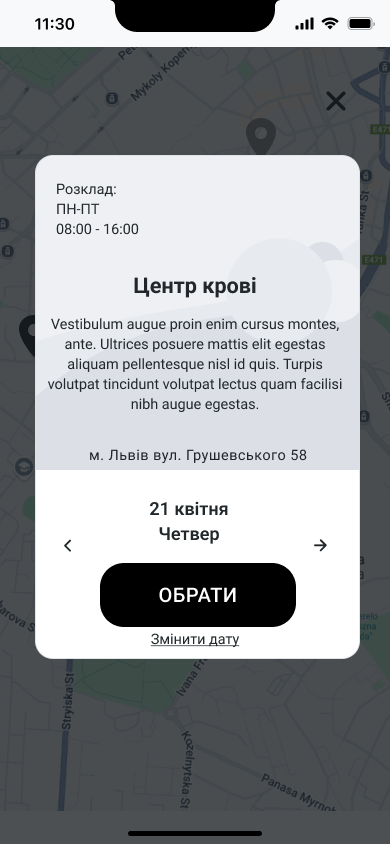 11:30
Mykoly Kopern
E471
Розклад:
ПН-ПТ
08:00 - 16:00
E471
Центр крові
Vestibulum augue proin enim cursus montes,
ante. Ultrices posuere mattis elit egestas
aliquam pellentesque nisl id quis. Turpis
volutpat tincidunt volutpat lectus quam facilisi
nibh augue egestas.
м. Львів вул. Грушевського 58
21 квітня
Четвер
ОБРАТИ
Змінити дату
Stryiska St
Ivana Fr
Kozelnytska St
Panasa Myrnoh